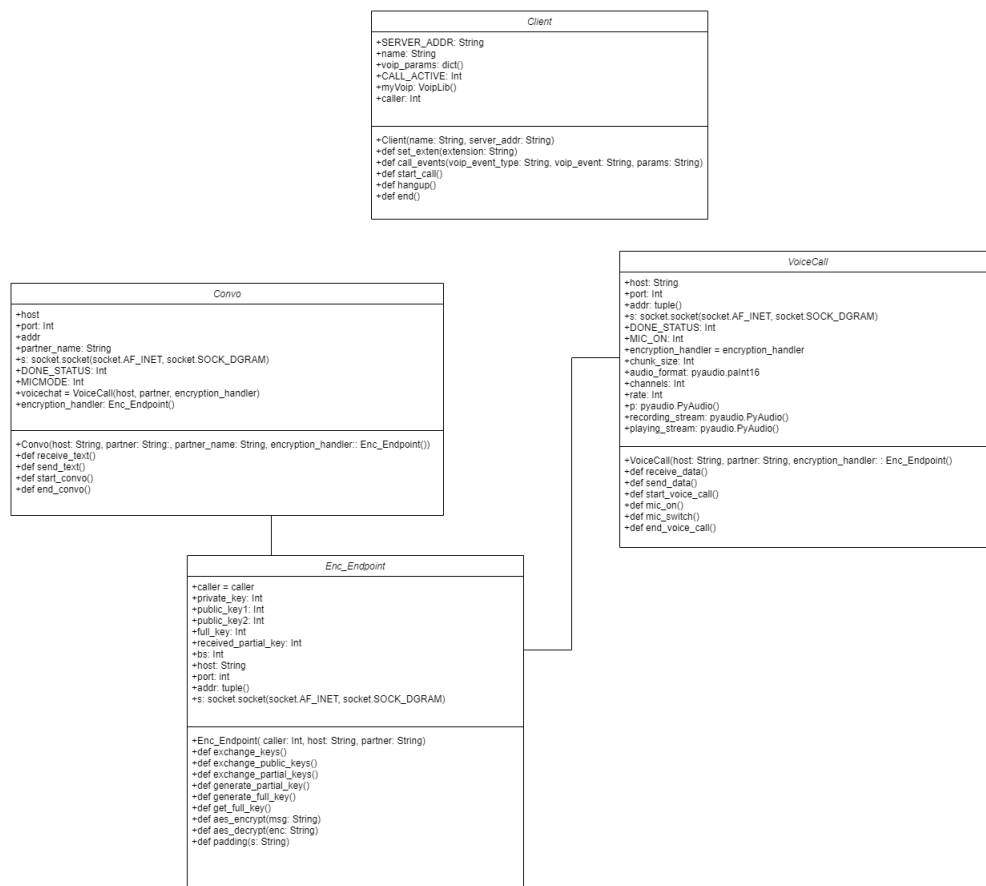 Client
+SERVER_ADDR: String
+name: String
+voip_params: dict()
+CALL_ACTIVE: Int
+myVoip: VoipLib()
+caller: Int
+Client(name: String, server_addr: String)
+def set_exten(extension: String)
+def call_events(voip_event_type: String, voip_event: String, params: String)
+def start_call()
+def hangup()
+def end()
Convo
+host
+port: Int
+addr
+partner_name: String
+s: socket.socket(socket.AF_INET, socket.SOCK_DGRAM)
+DONE_STATUS: Int
+MICMODE: Int
+voicechat = VoiceCall(host, partner, encryption_handler)
+encryption_handler: Enc_Endpoint()
+Convo(host: String, partner: String:, partner_name: String, encryption_handler:: Enc_Endpoint())
+def receive_text()
+def send_text()
+def start_convo()
+def end_convo()
VoiceCall
+host: String
+port: Int
+addr: tuple()
+s: socket.socket(socket.AF_INET, socket.SOCK_DGRAM)
+DONE_STATUS: Int
+MIC_ON: Int
+encryption_handler = encryption_handler
+chunk_size: Int
+audio_format: pyaudio.paInt16
+channels: Int
+rate: Int
+p: pyaudio.PyAudio()
+recording_stream: pyaudio.PyAudio()
+playing_stream: pyaudio.PyAudio()
+VoiceCall(host: String, partner: String, encryption_handler: : Enc_Endpoint()
+def receive_data()
+def send_data()
+def start_voice_call()
+def mic_on()
+def mic_switch()
+def end_voice_call()
Enc_Endpoint
+caller = caller
+private_key: Int
+public_key1: Int
+public_key2: Int
+full_key: Int
+received_partial_key: Int
+bs: Int
+host: String
+port: int
+addr: tuple()
+s: socket.socket(socket.AF_INET, socket.SOCK_DGRAM)
+Enc_Endpoint( caller: Int, host: String, partner: String)
+def exchange_keys()
+def exchange_public_keys()
+def exchange_partial_keys()
+def generate_partial_key()
+def generate_full_key()
+def get_full_key()
+def aes_encrypt(msg: String)
+def aes_decrypt(enc: String)
+def padding(s: String)